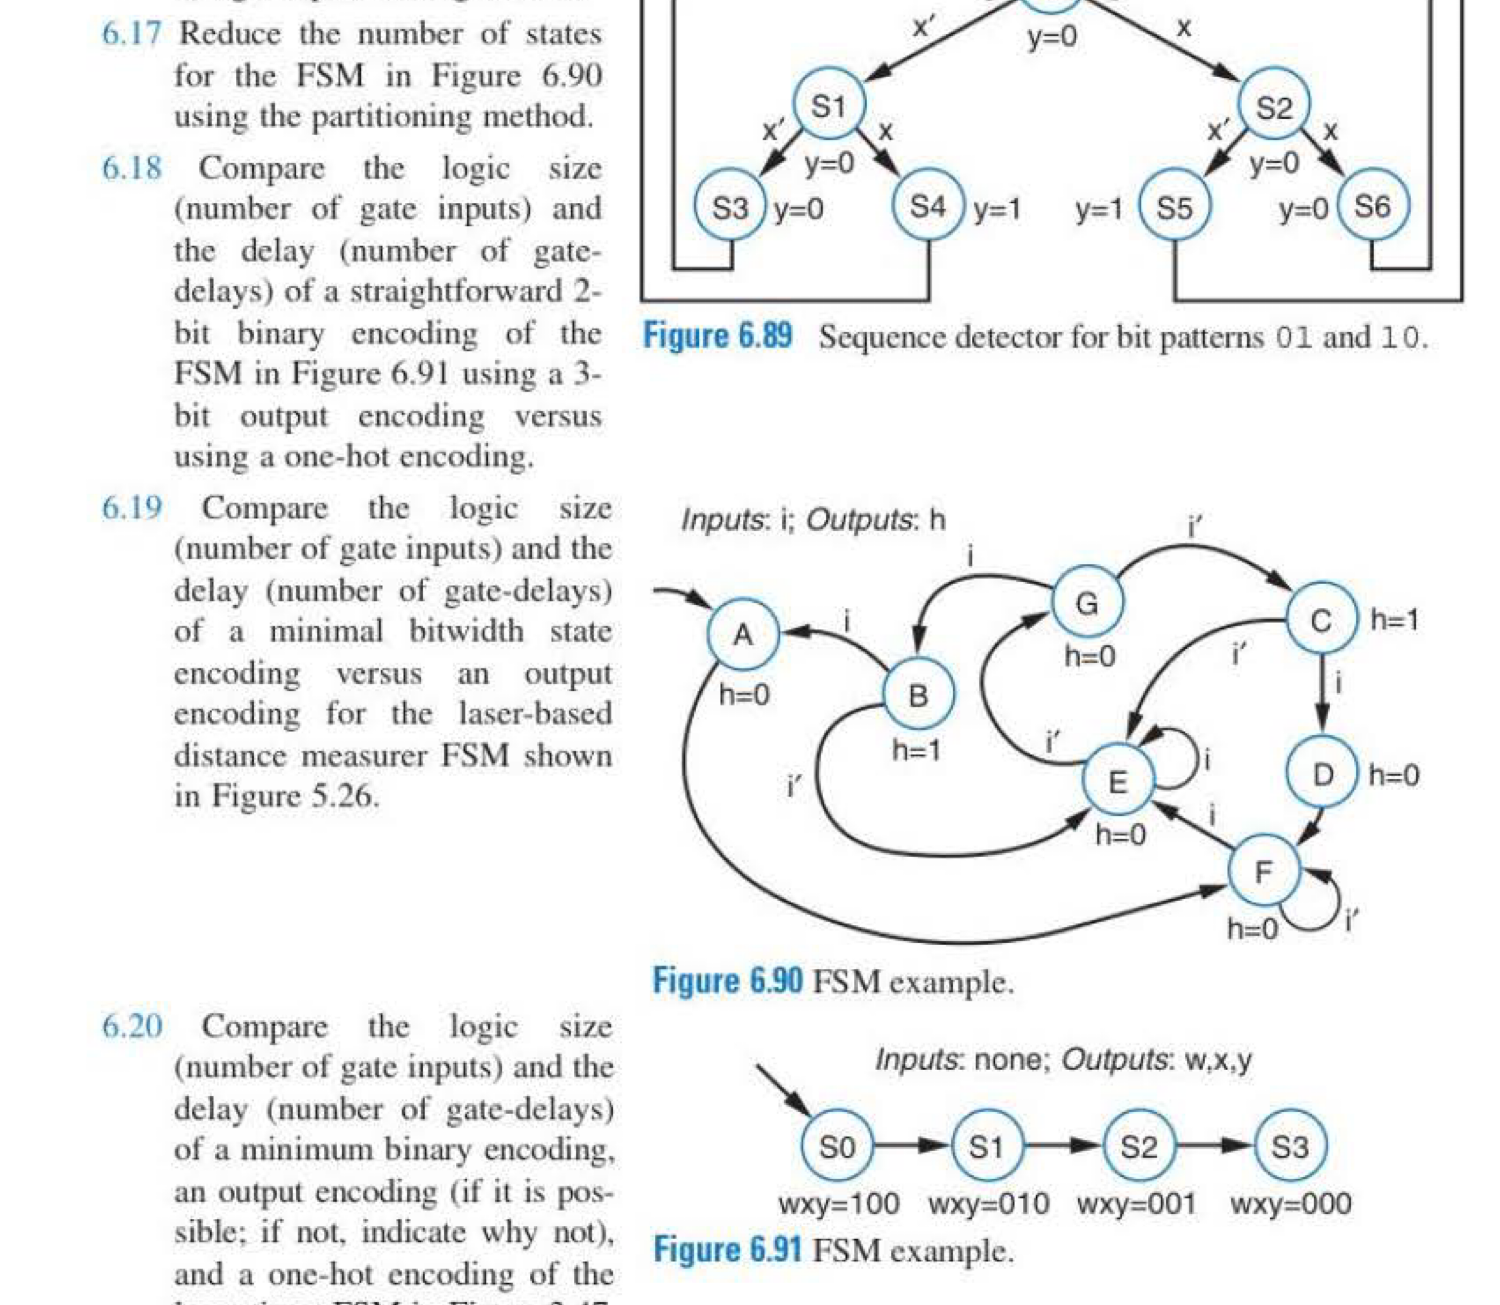 6.17 Reduce the number of states
for the FSM in Figure 6.90
using the partitioning method.
6.18 Compare the logic size
(number of gate inputs) and
the delay (number of gate-
delays) of a straightforward 2-
bit binary encoding of the
FSM in Figure 6.91 using a 3-
bit output encoding versus
using a one-hot encoding.
6.19 Compare the logic size
(number of gate inputs) and the
delay (number of gate-delays)
of a minimal bitwidth state
encoding versus an output
encoding for the laser-based
distance measurer FSM shown
in Figure 5.26.
6.20 Compare the logic size
(number of gate inputs) and the
delay (number of gate-delays)
of a minimum binary encoding,
an output encoding (if it is pos-
sible; if not, indicate why not),
and a one-hot encoding of the
x′ y=0 x
S1 S2
x′ x x′ x
y=0 y=0
S3 y=0 S4 y=1 y=1 S5 y=0 S6
Figure 6.89 Sequence detector for bit patterns 01 and 10.
Inputs: i; Outputs: h
i′
i
G
A i C h=1
h=0 i′
h=0 B i
h=1 i′
i′ E i D h=0
h=0 i
F
h=0 i′
Figure 6.90 FSM example.
Inputs: none; Outputs: w,x,y
S0 S1 S2 S3
wxy=100 wxy=010 wxy=001 wxy=000
Figure 6.91 FSM example.